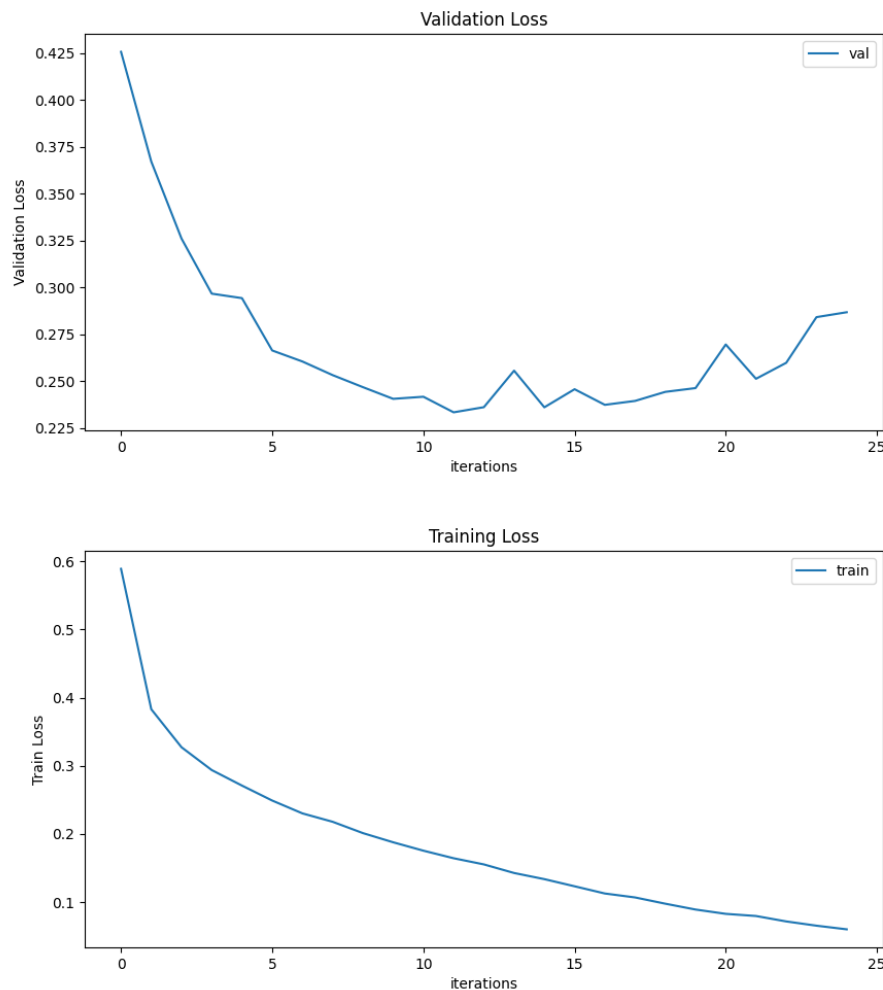 Validation Loss
val
0.425
0.400
0.375
0.350
0.325
0.300
0.275
0.250
0.225
Validation Loss
0 5 10 15 20 25
iterations
Training Loss
train
0.6
0.5
0.4
0.3
0.2
0.1
Train Loss
0 5 10 15 20 25
iterations